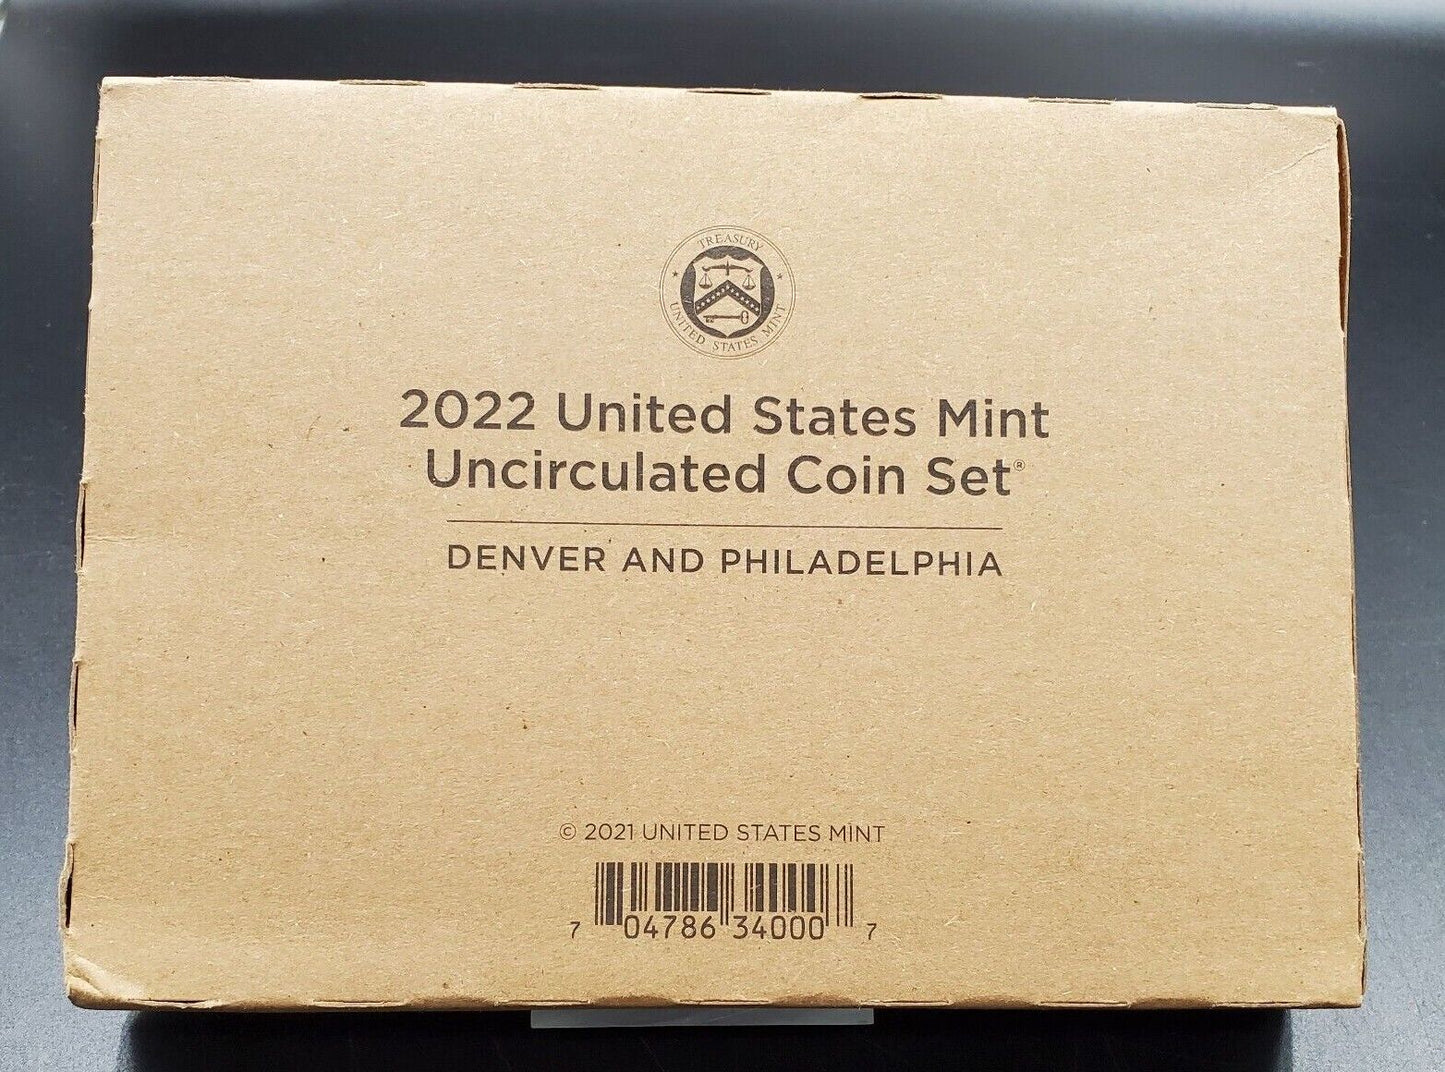 TREASURY
UNITED STATES MINT
2022 United States Mint
Uncirculated Coin Set®
DENVER AND PHILADELPHIA
© 2021 UNITED STATES MINT
7 04786 34000 7